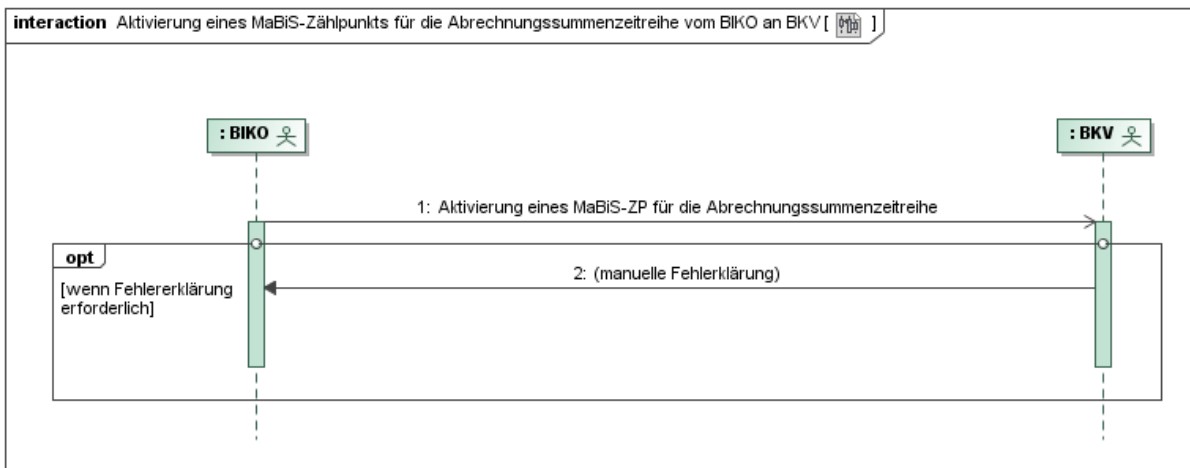 interaction Aktivierung eines MaBiS-Zählpunkts für die Abrechnungssummenzeitreihe vom BIKO an BKV [ ]
: BIKO
: BKV
1: Aktivierung eines MaBiS-ZP für die Abrechnungssummenzeitreihe
opt
2: (manuelle Fehlerklärung)
[wenn Fehlererklärung
erforderlich]